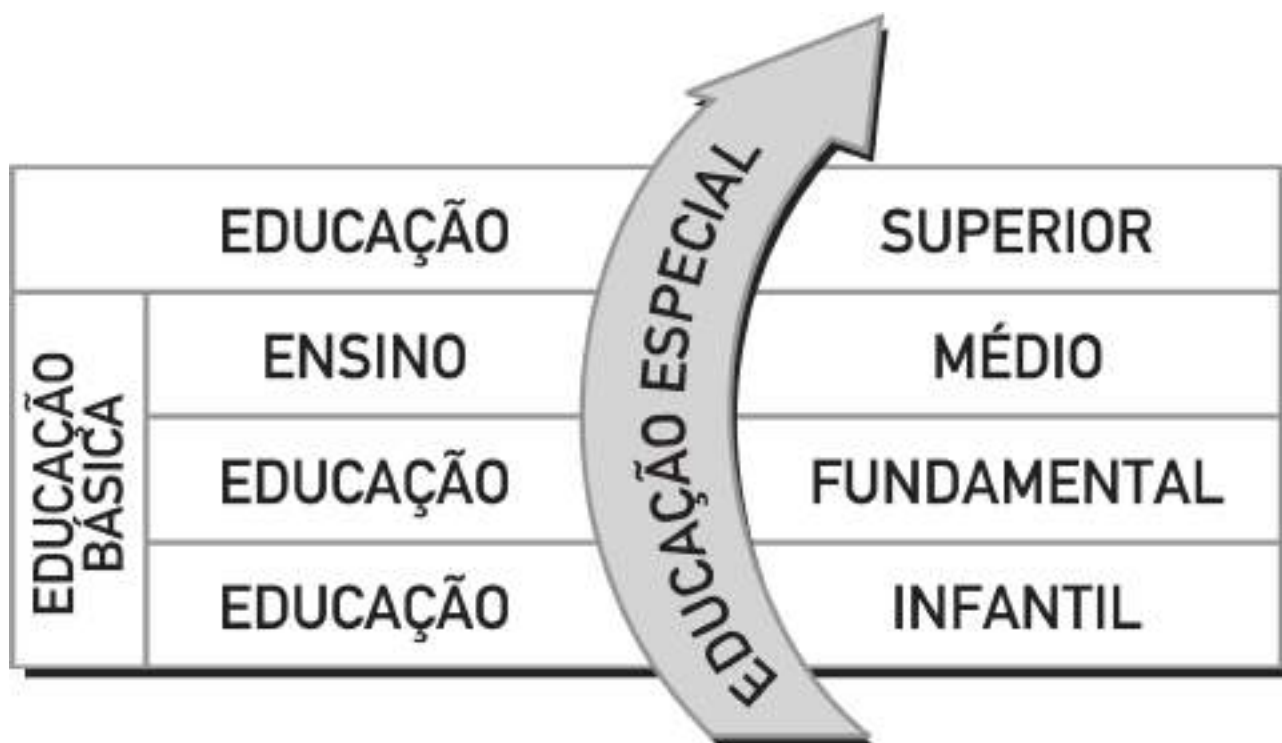 EDUCAÇÃO SUPERIOR
ENSINO MÉDIO
EDUCAÇÃO FUNDAMENTAL
EDUCAÇÃO INFANTIL
EDUCAÇÃO
BÁSICA
EDUCAÇÃO ESPECIAL